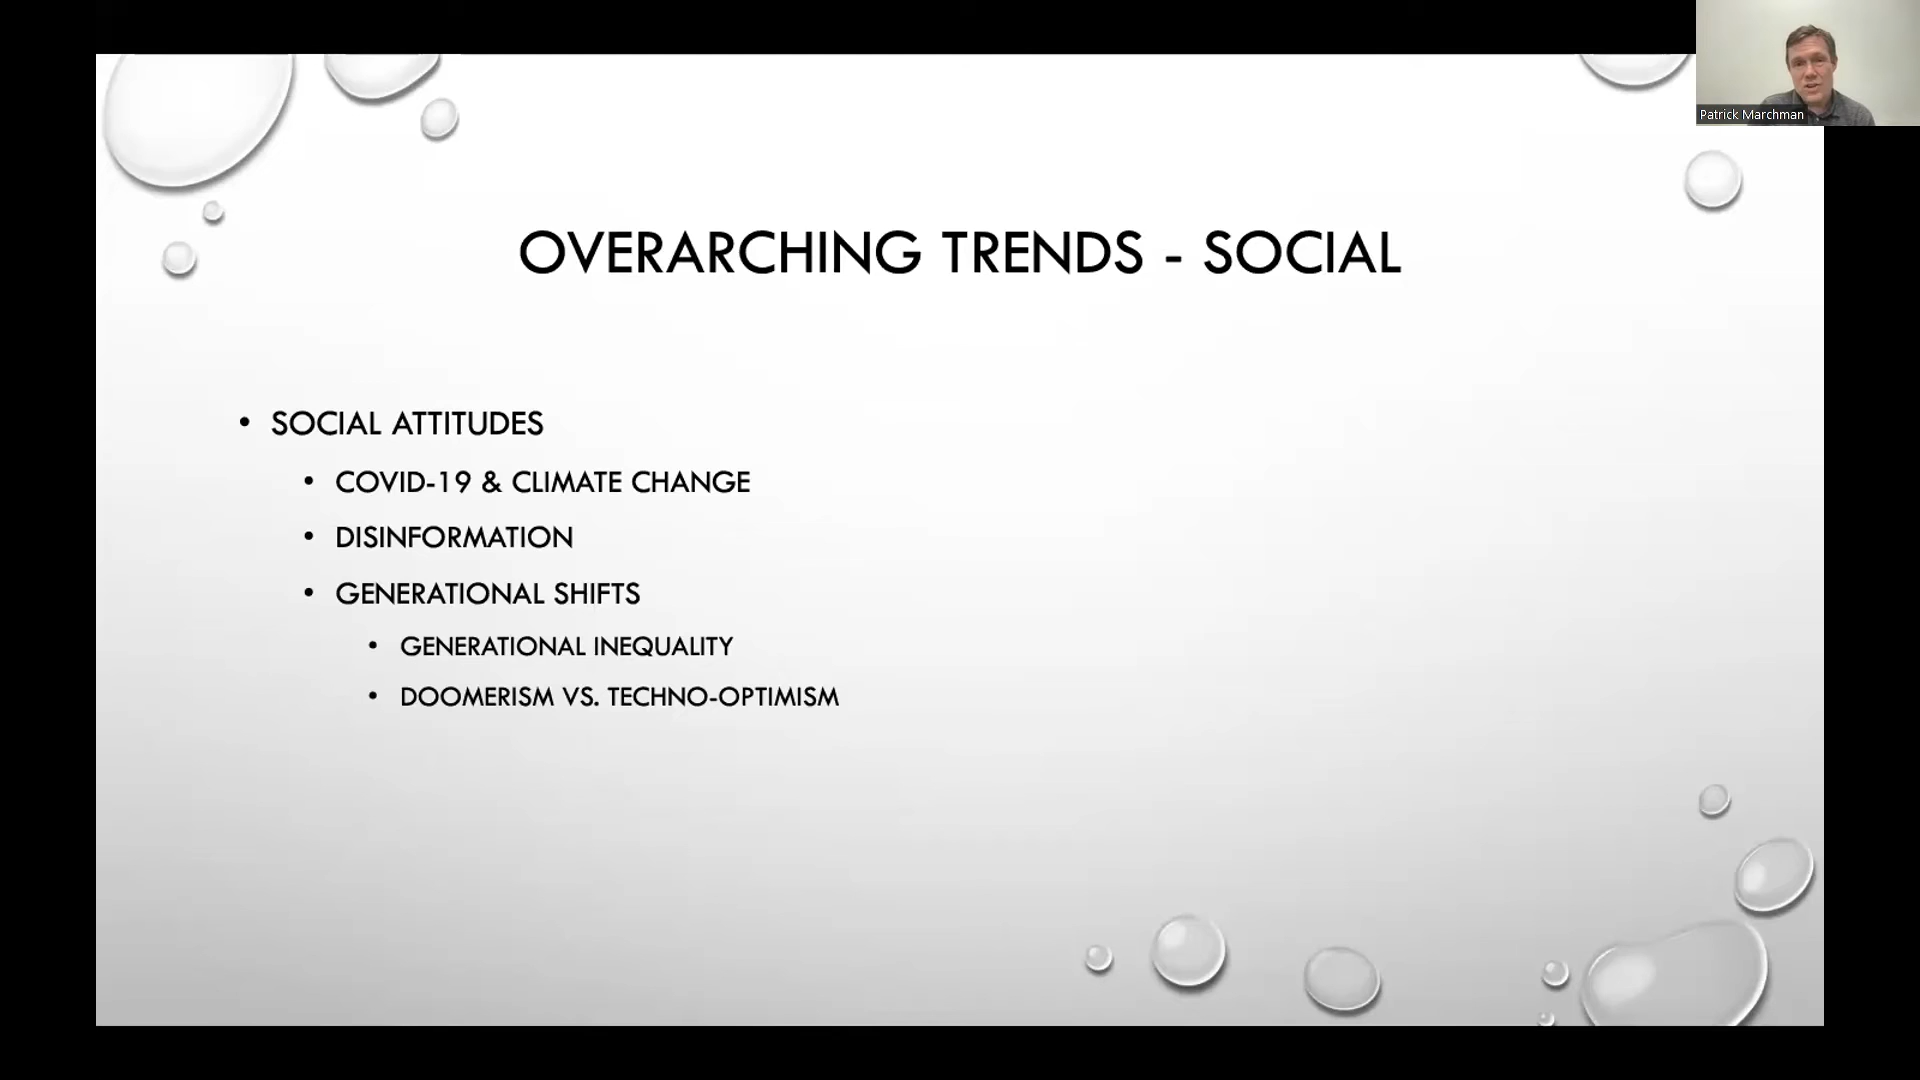 Patrick Marchman
OVERARCHING TRENDS - SOCIAL
• SOCIAL ATTITUDES
• COVID-19 & CLIMATE CHANGE
• DISINFORMATION
• GENERATIONAL SHIFTS
• GENERATIONAL INEQUALITY
• DOOMERISM VS. TECHNO-OPTIMISM